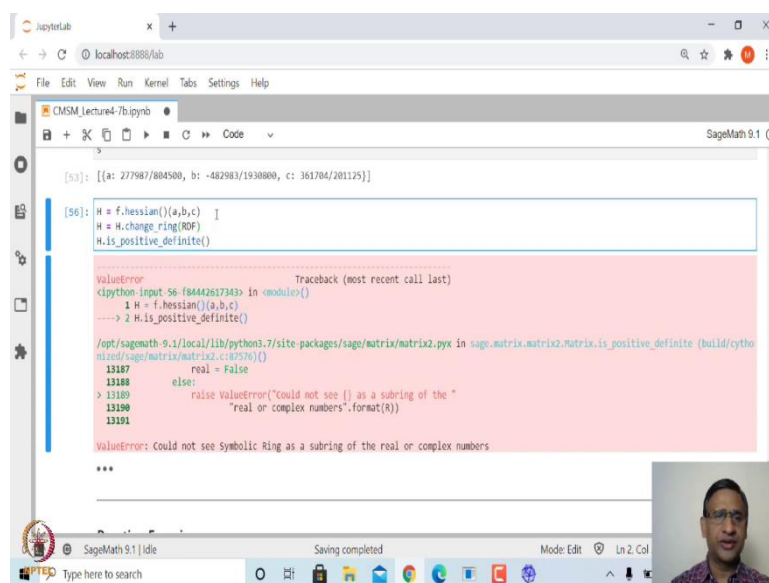 JupyterLab
localhost:8888/lab
M
File Edit View Run Kernel Tabs Settings Help
CMSM_Lecture4-7b.ipynb
Code
SageMath 9.1
[53]: [{a: 277987/804500, b: -482983/1930800, c: 361704/201125}]
[56]: H = f.hessian()(a,b,c)
H = H.change_ring(RDF)
H.is_positive_definite()
ValueError Traceback (most recent call last)
<ipython-input-56-f84442617343> in <module>()
1 H = f.hessian()(a,b,c)
----> 2 H.is_positive_definite()
/opt/sagemath-9.1/local/lib/python3.7/site-packages/sage/matrix/matrix2.pyx in sage.matrix.matrix2.Matrix.is_positive_definite (build/cytho
nized/sage/matrix/matrix2.c:87576)()
13187 real = False
13188 else:
> 13189 raise ValueError("Could not see {} as a subring of the "
13190 "real or complex numbers".format(R))
13191
ValueError: Could not see Symbolic Ring as a subring of the real or complex numbers
SageMath 9.1 | Idle Saving completed Mode: Edit Ln 2, Col
NPTEL Type here to search